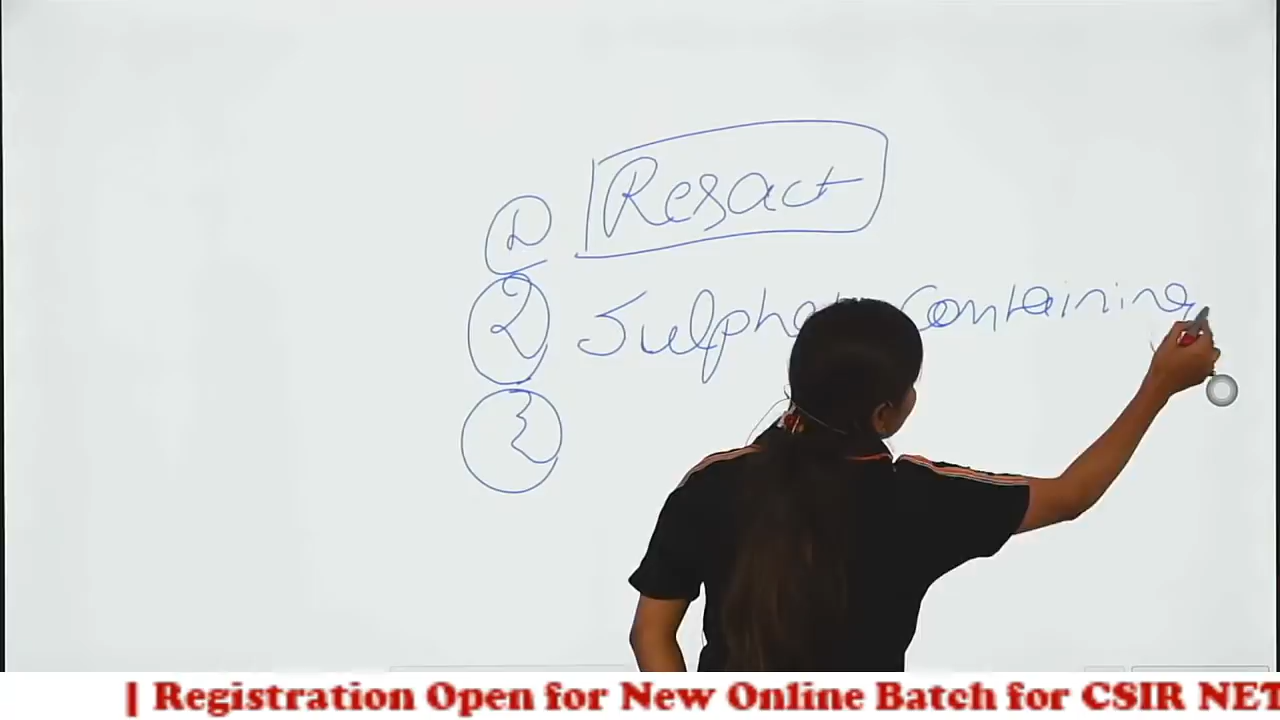 1 Resact
2 Sulph containing
3
| Registration Open for New Online Batch for CSIR NET